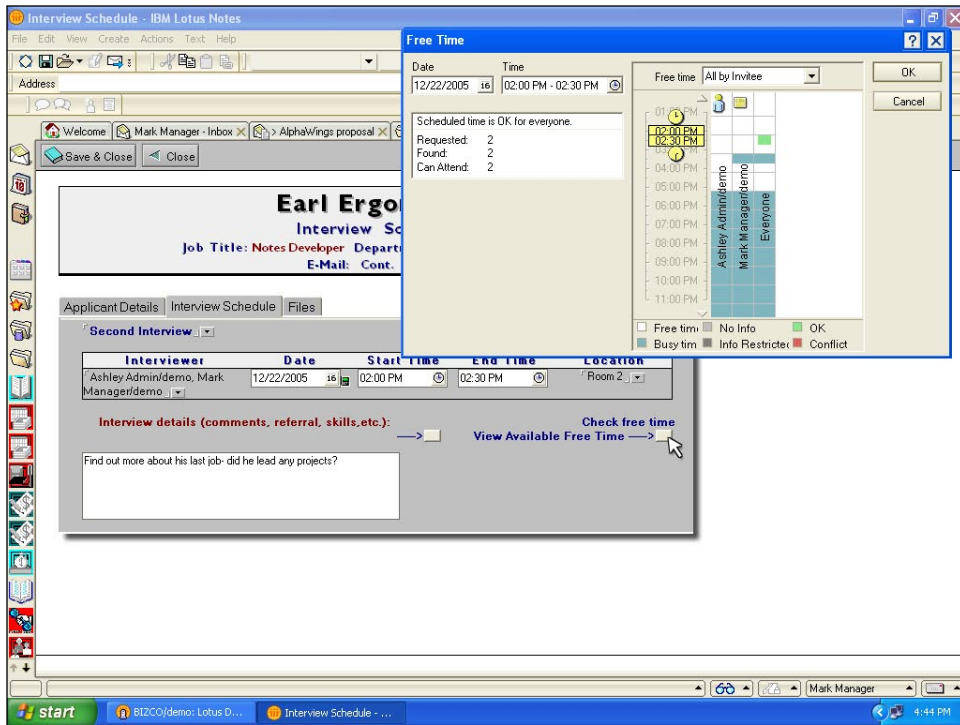 Interview Schedule - IBM Lotus Notes
File Edit View Create Actions Text Help
Address
Welcome Mark Manager - Inbox > AlphaWings proposal
Save & Close Close
Earl Ergo
Interview Sc
Job Title: Notes Developer Depart
E-Mail: Cont.
Applicant Details Interview Schedule Files
Second Interview
Interviewer Date Start Time End Time Location
Ashley Admin/demo, Mark Manager/demo 12/22/2005 16 02:00 PM 02:30 PM Room 2
Interview details (comments, referral, skills,etc.):
-->
Check free time
View Available Free Time -->
Find out more about his last job- did he lead any projects?
Free Time
Date Time
12/22/2005 16 02:00 PM - 02:30 PM
Scheduled time is OK for everyone.
Requested: 2
Found: 2
Can Attend: 2
Free time All by Invitee
OK
Cancel
02:00 PM
02:30 PM
04:00 PM
05:00 PM
06:00 PM
07:00 PM
08:00 PM
09:00 PM
10:00 PM
11:00 PM
Ashley Admin/demo
Mark Manager/demo
Everyone
Free tim No Info OK
Busy tim Info Restricted Conflict
Mark Manager
start BIZCO/demo: Lotus D... Interview Schedule - ... 4:44 PM